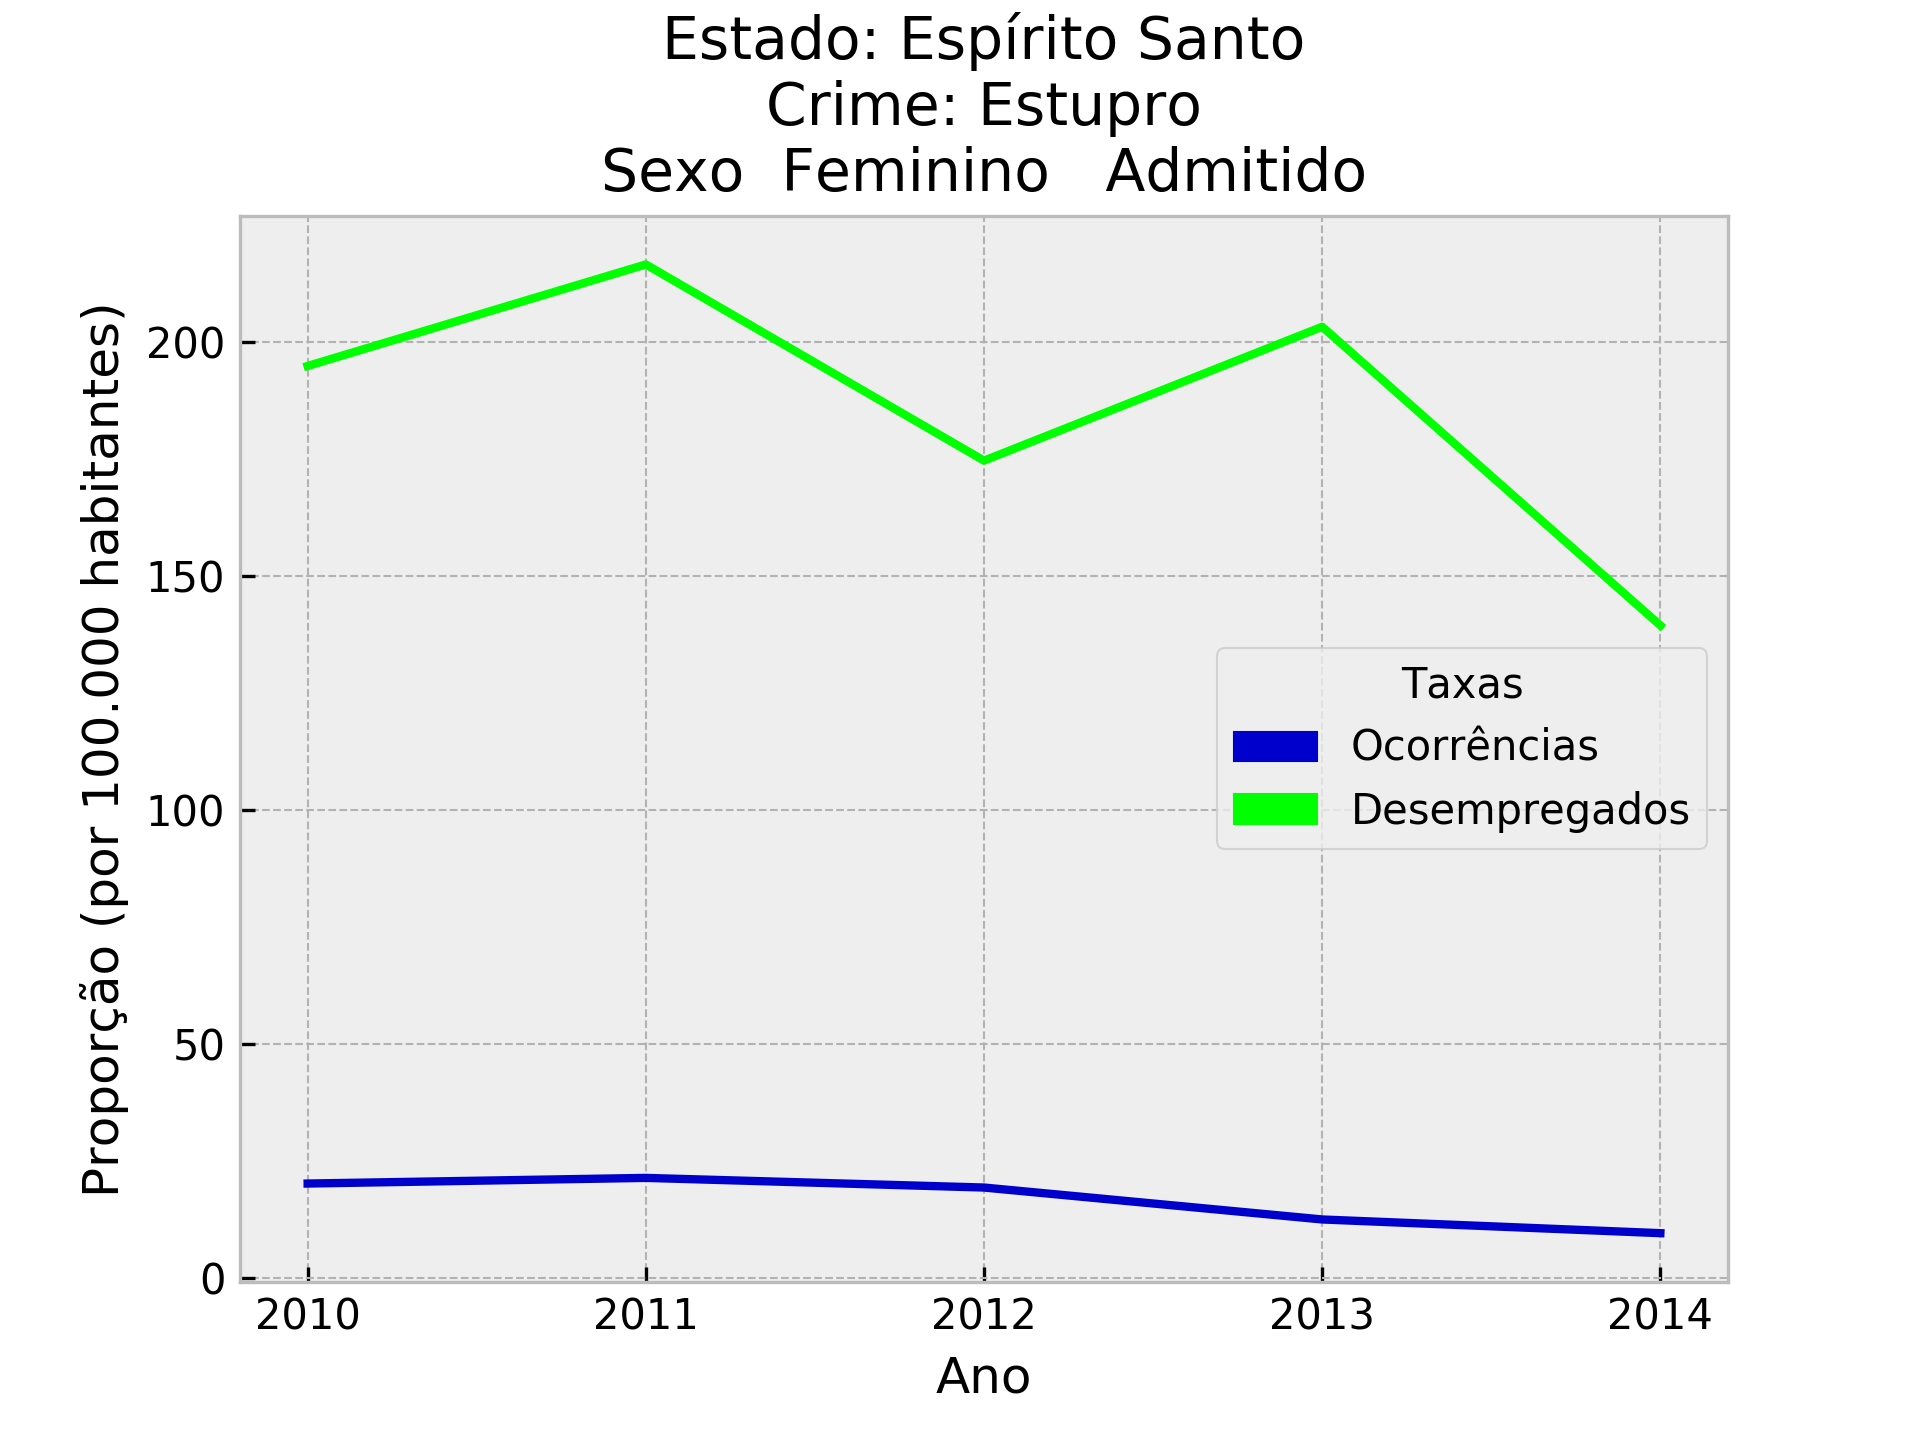 Estado: Espírito Santo
Crime: Estupro
Sexo  Feminino   Admitido
Proporção (por 100.000 habitantes)
200
150
100
50
0
Taxas
Ocorrências
Desempregados
2010 2011 2012 2013 2014
Ano